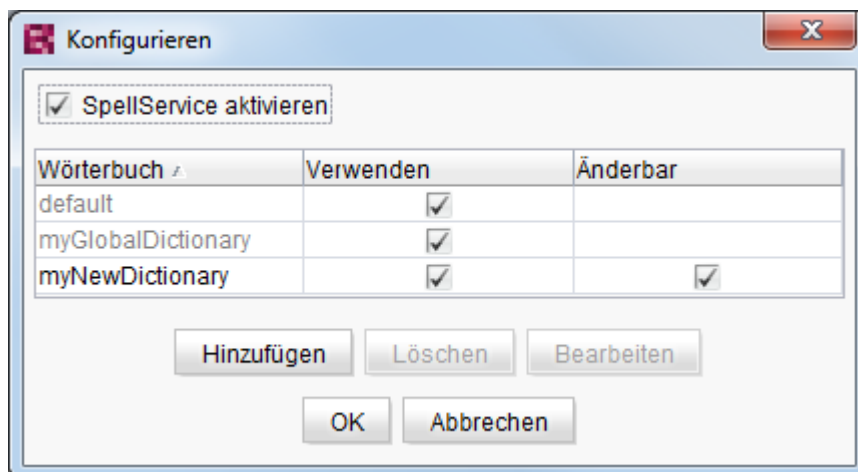 Konfigurieren
SpellService aktivieren
Wörterbuch Verwenden Änderbar
default
myGlobalDictionary
myNewDictionary
Hinzufügen Löschen Bearbeiten
OK Abbrechen